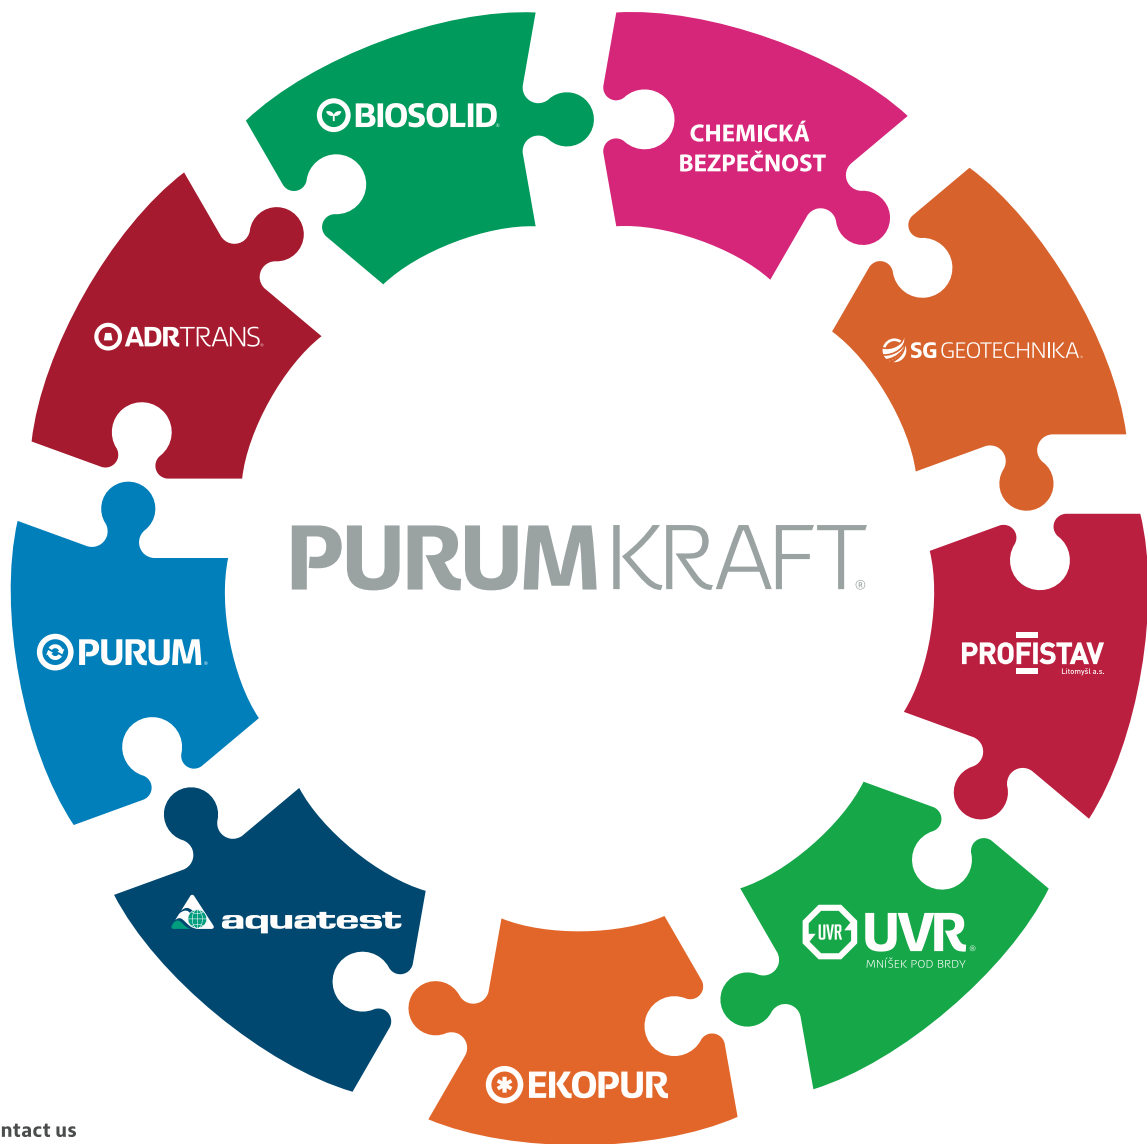 BIOSOLID
CHEMICKÁ
BEZPEČNOST
ADRTRANS
SG GEOTECHNIKA
PURUMKRAFT®
PURUM
PROFISTAV
Litomyšl a.s.
aquatest
UVR UVR®
MNÍŠEK POD BRDY
EKOPUR
ntact us